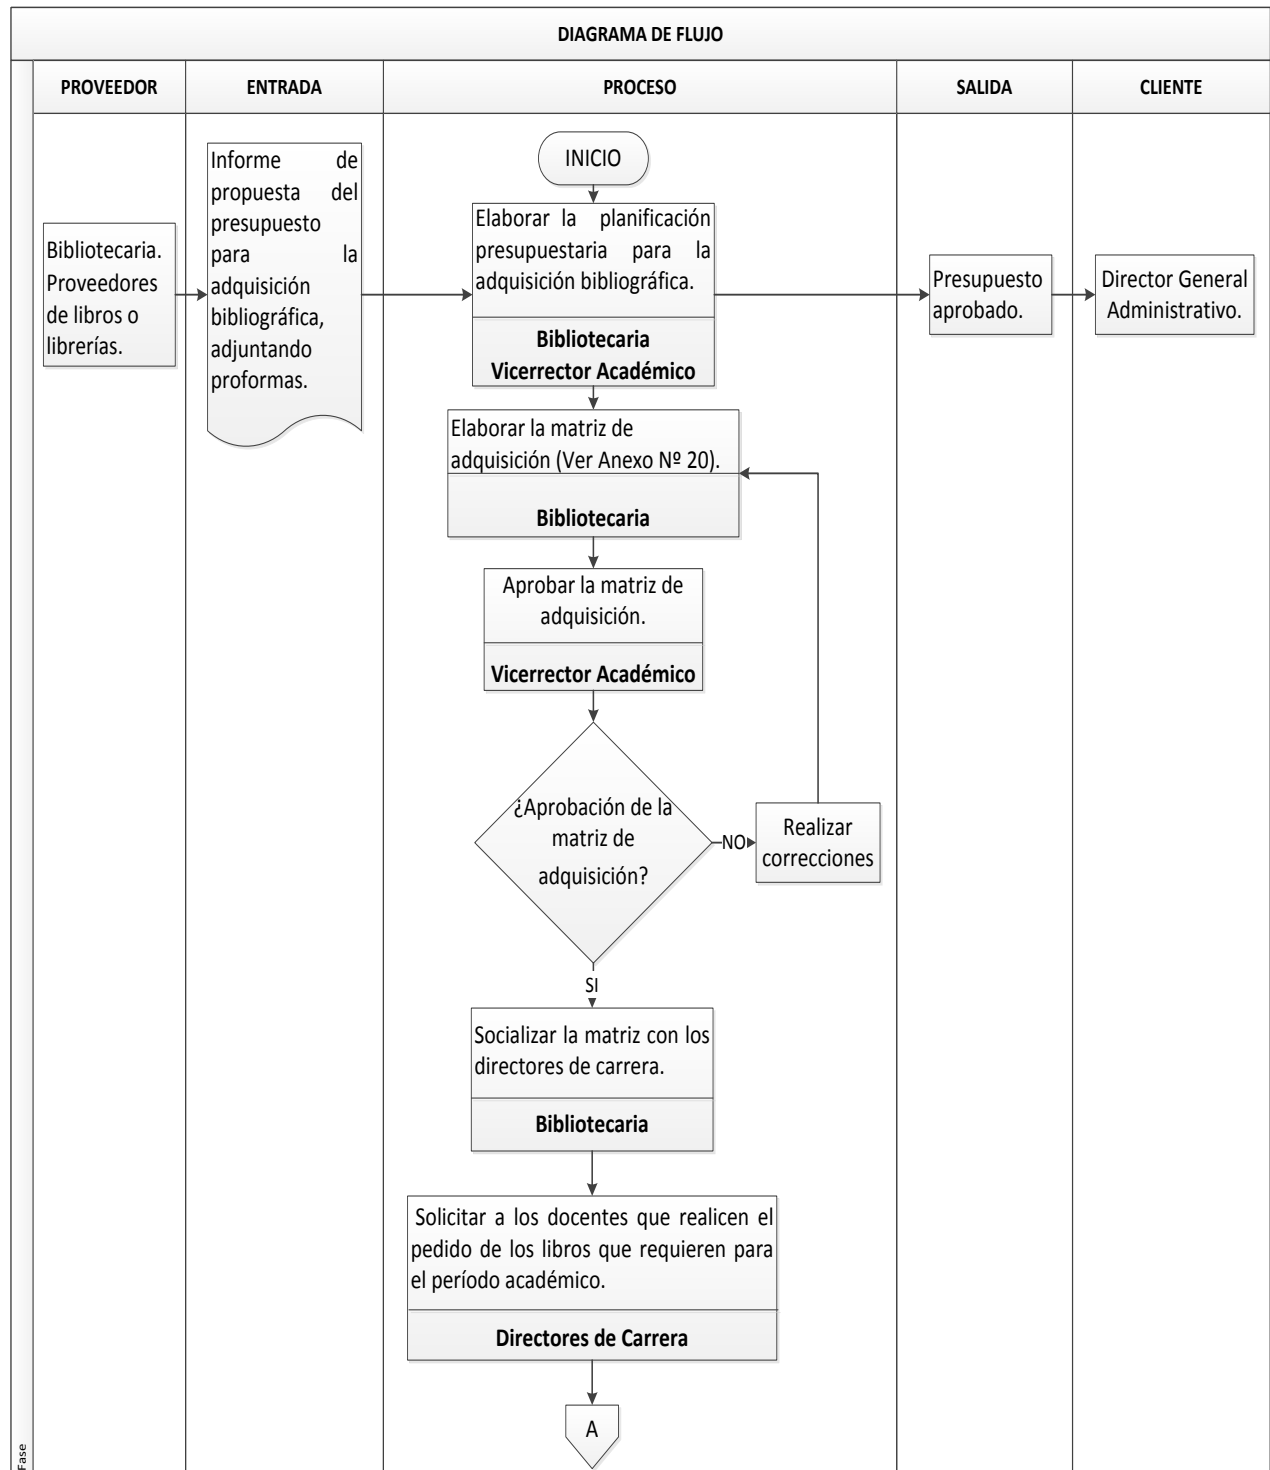 DIAGRAMA DE FLUJO
PROVEEDOR
ENTRADA
PROCESO
SALIDA
CLIENTE
Bibliotecaria.
Proveedores
de libros o
librerías.
Informe de
propuesta del
presupuesto
para la
adquisición
bibliográfica,
adjuntando
proformas.
INICIO
Elaborar la planificación
presupuestaria para la
adquisición bibliográfica.
Bibliotecaria
Vicerrector Académico
Presupuesto
aprobado.
Director General
Administrativo.
Elaborar la matriz de
adquisición (Ver Anexo Nº 20).
Bibliotecaria
Aprobar la matriz de
adquisición.
Vicerrector Académico
¿Aprobación de la
matriz de
adquisición?
NO
Realizar
correcciones
SI
Socializar la matriz con los
directores de carrera.
Bibliotecaria
Solicitar a los docentes que realicen el
pedido de los libros que requieren para
el período académico.
Directores de Carrera
A
Fase